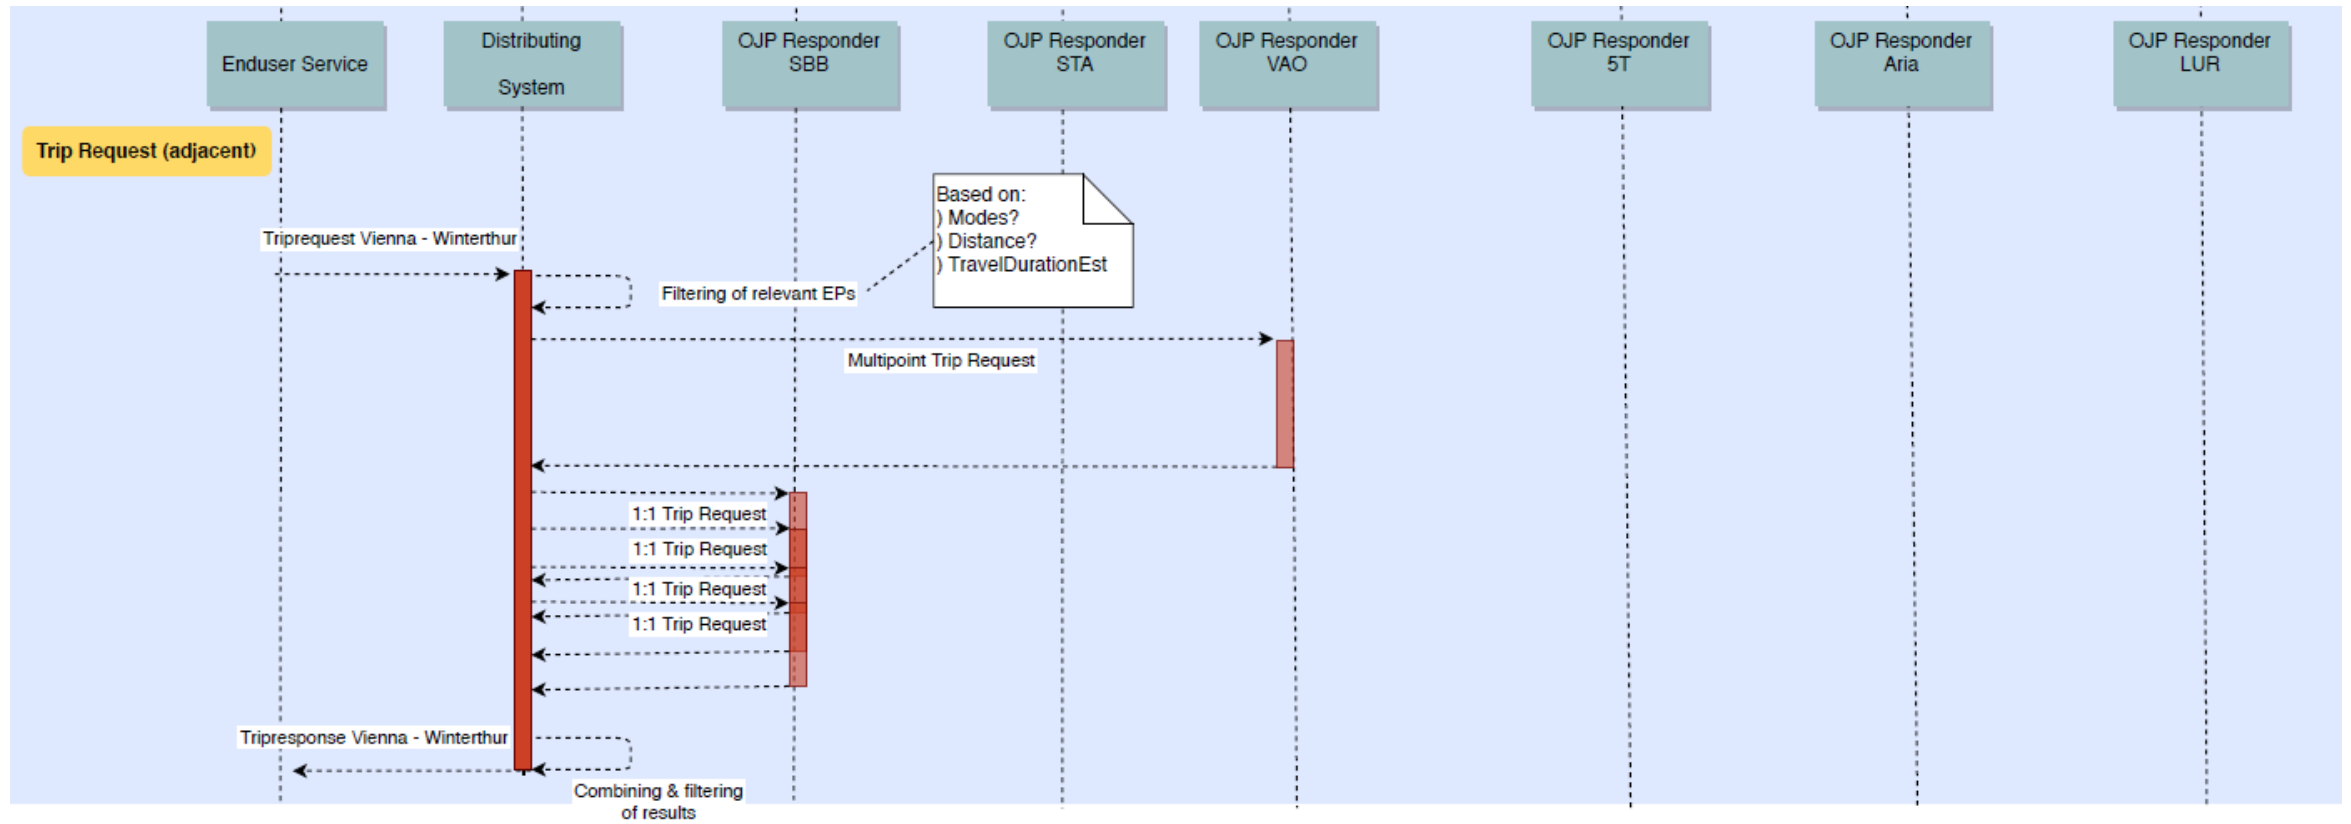 Enduser Service
Distributing
System
OJP Responder
SBB
OJP Responder
STA
OJP Responder
VAO
OJP Responder
5T
OJP Responder
Aria
OJP Responder
LUR
Trip Request (adjacent)
Based on:
) Modes?
) Distance?
) TravelDurationEst
Triprequest Vienna - Winterthur
Filtering of relevant EPs
Multipoint Trip Request
1:1 Trip Request
1:1 Trip Request
1:1 Trip Request
1:1 Trip Request
Tripresponse Vienna - Winterthur
Combining & filtering
of results